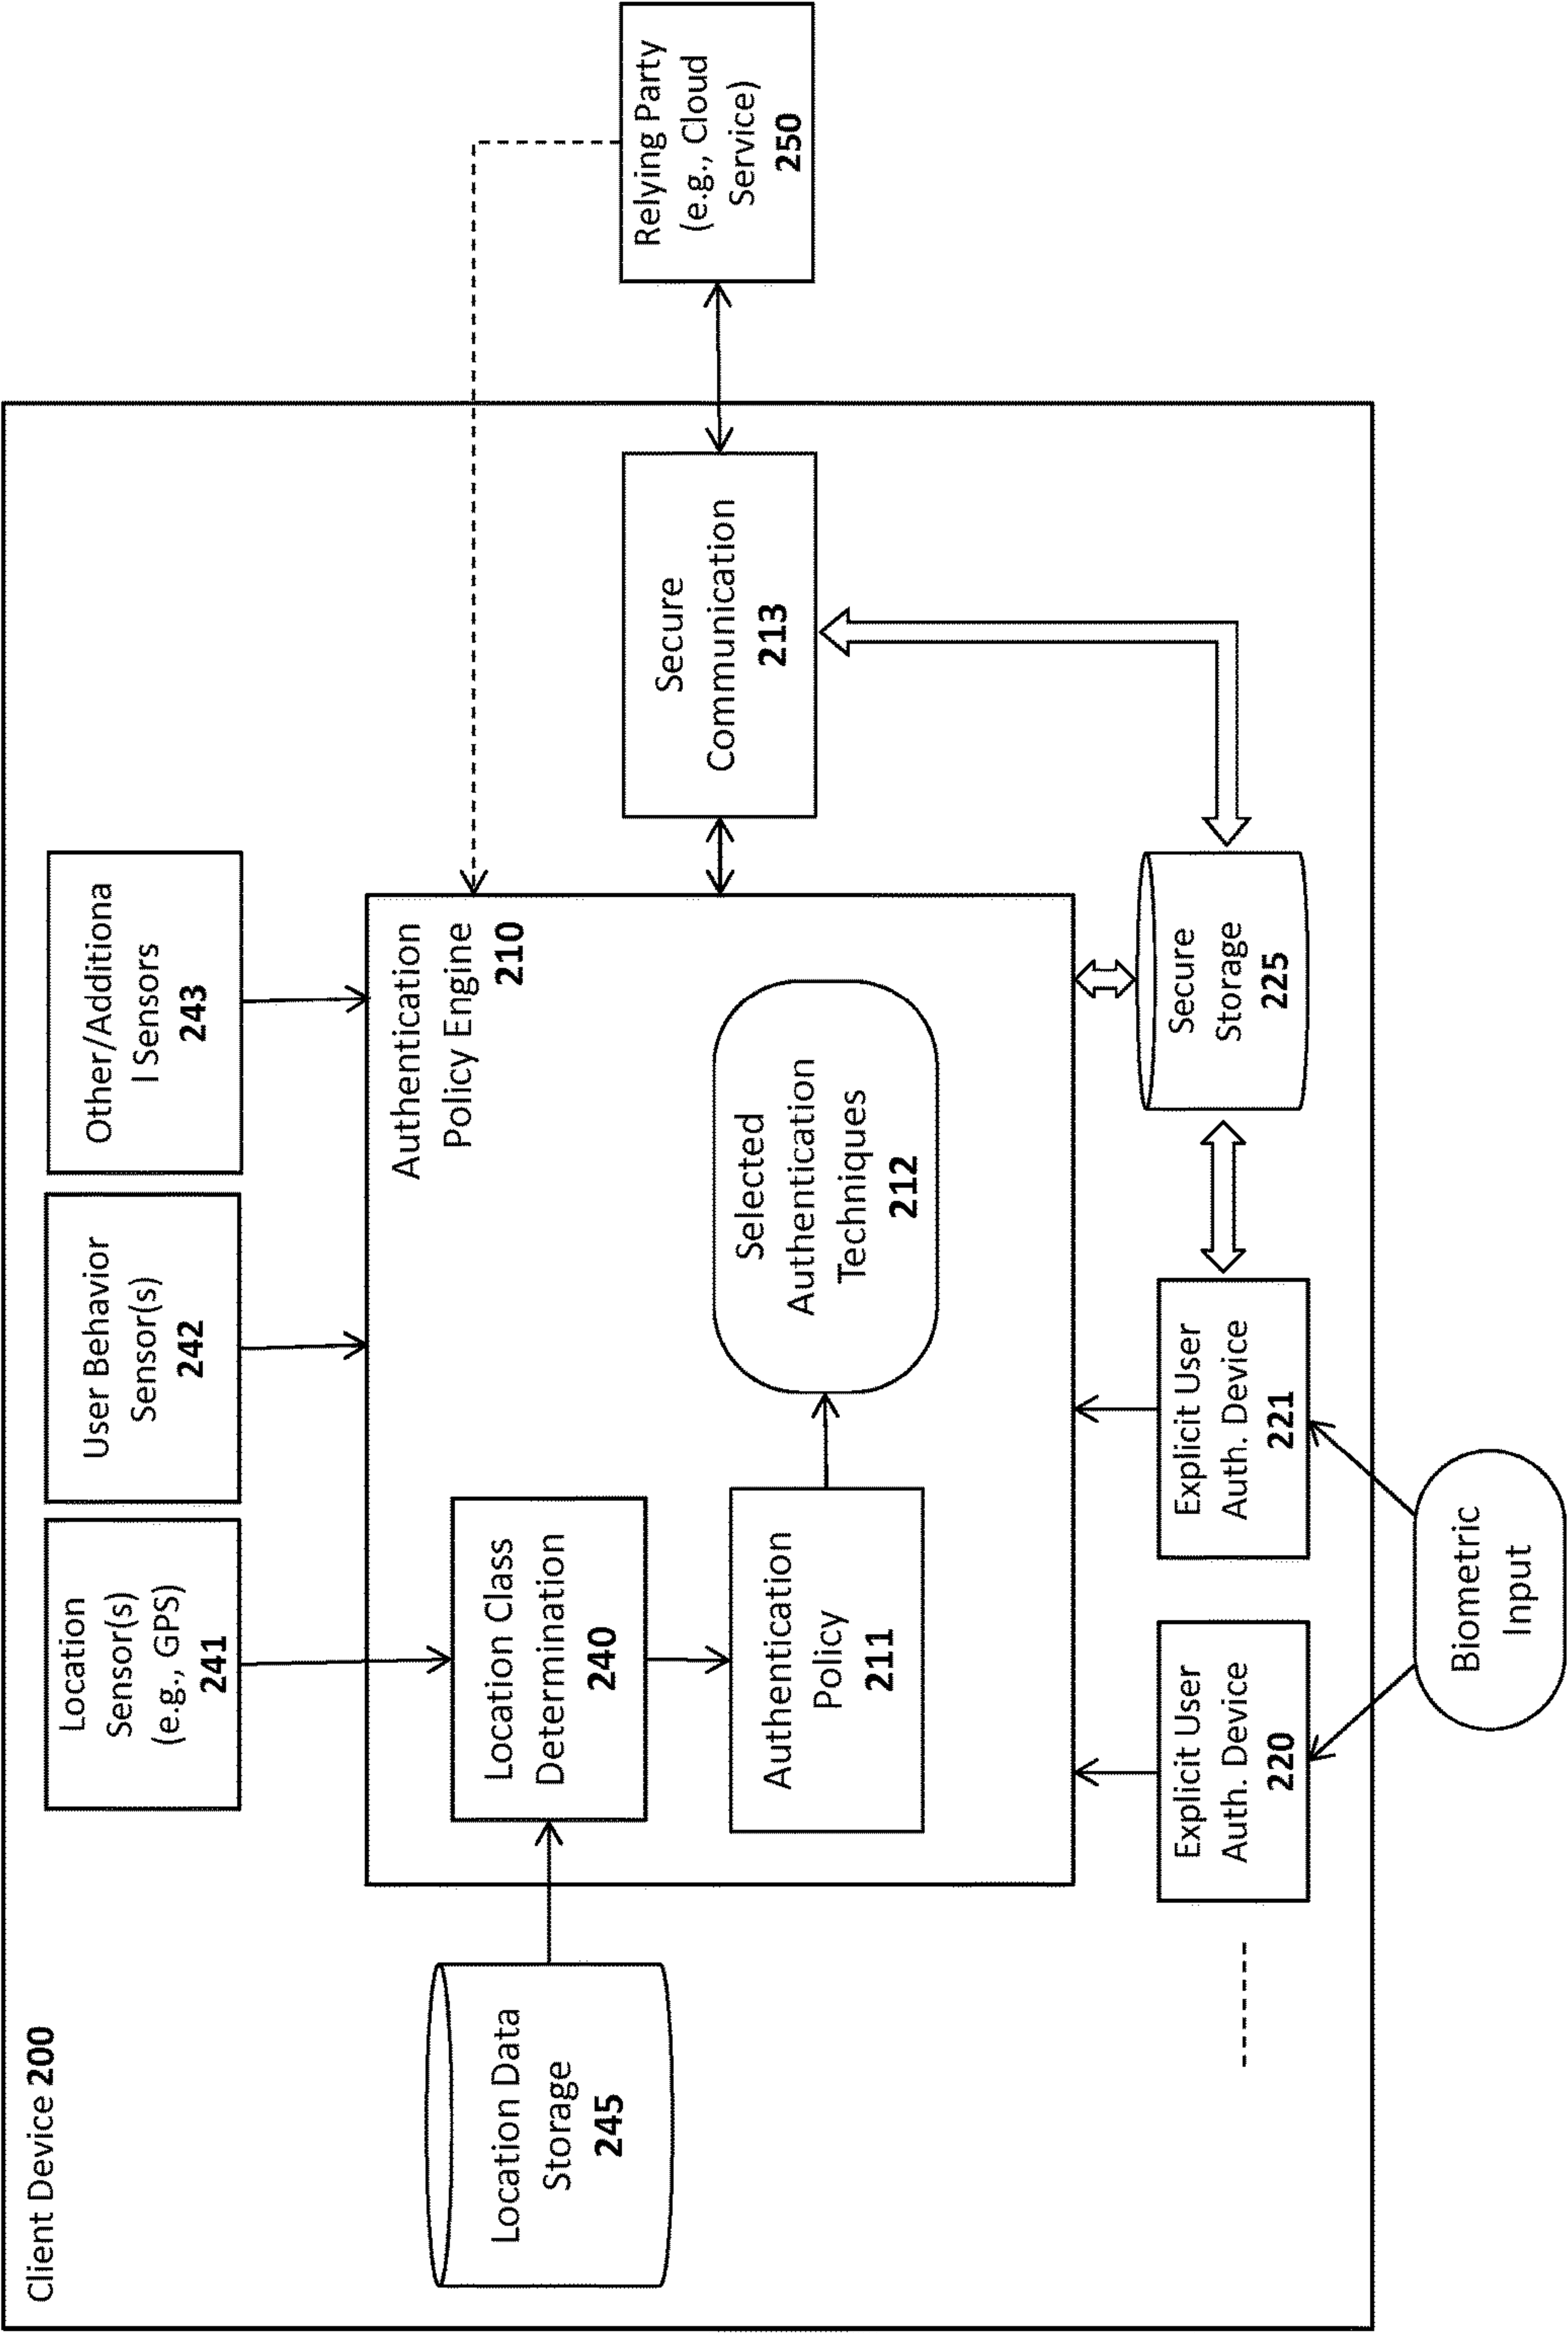 Client Device 200
Location
Sensor(s)
(e.g., GPS)
241
User Behavior
Sensor(s)
242
Other/Additiona
l Sensors
243
Location Data
Storage
245
Authentication
Policy Engine
210
Location Class
Determination
240
Authentication
Policy
211
Selected
Authentication
Techniques
212
Secure
Communication
213
Relying Party
(e.g., Cloud
Service)
250
Explicit User
Auth. Device
220
Explicit User
Auth. Device
221
Secure
Storage
225
Biometric
Input